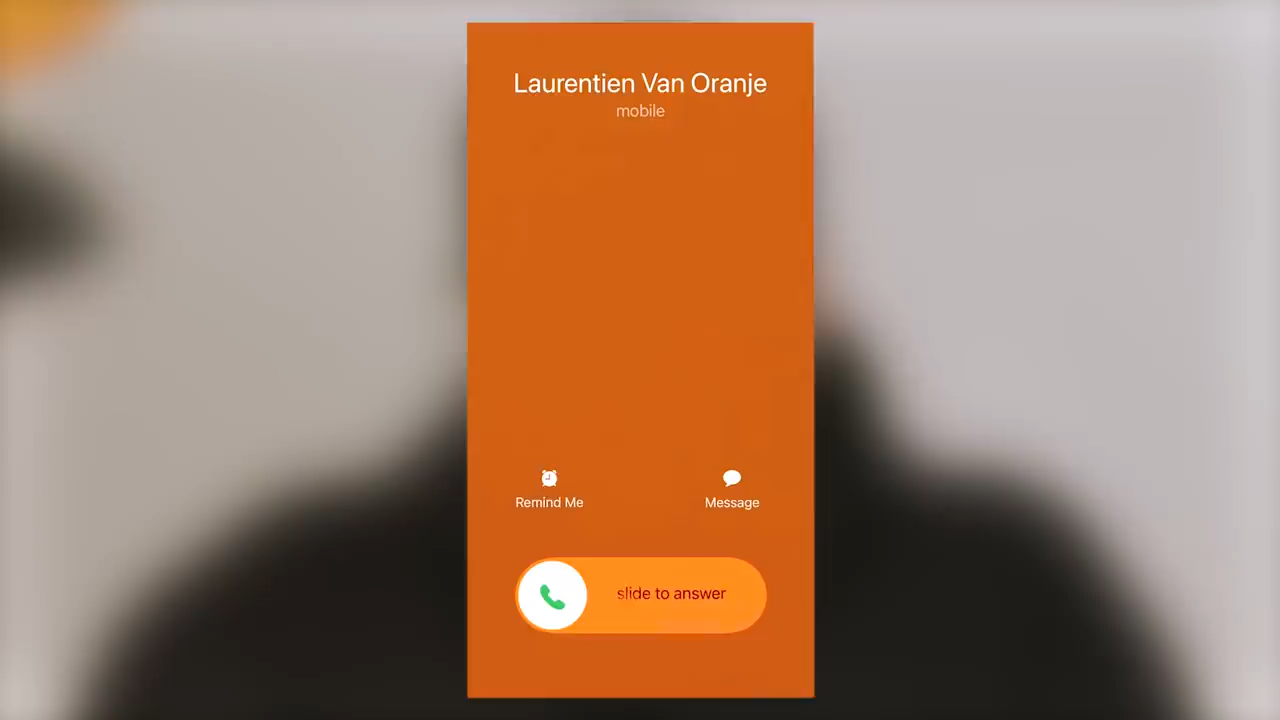 Laurentien Van Oranje
mobile
Remind Me
Message
slide to answer